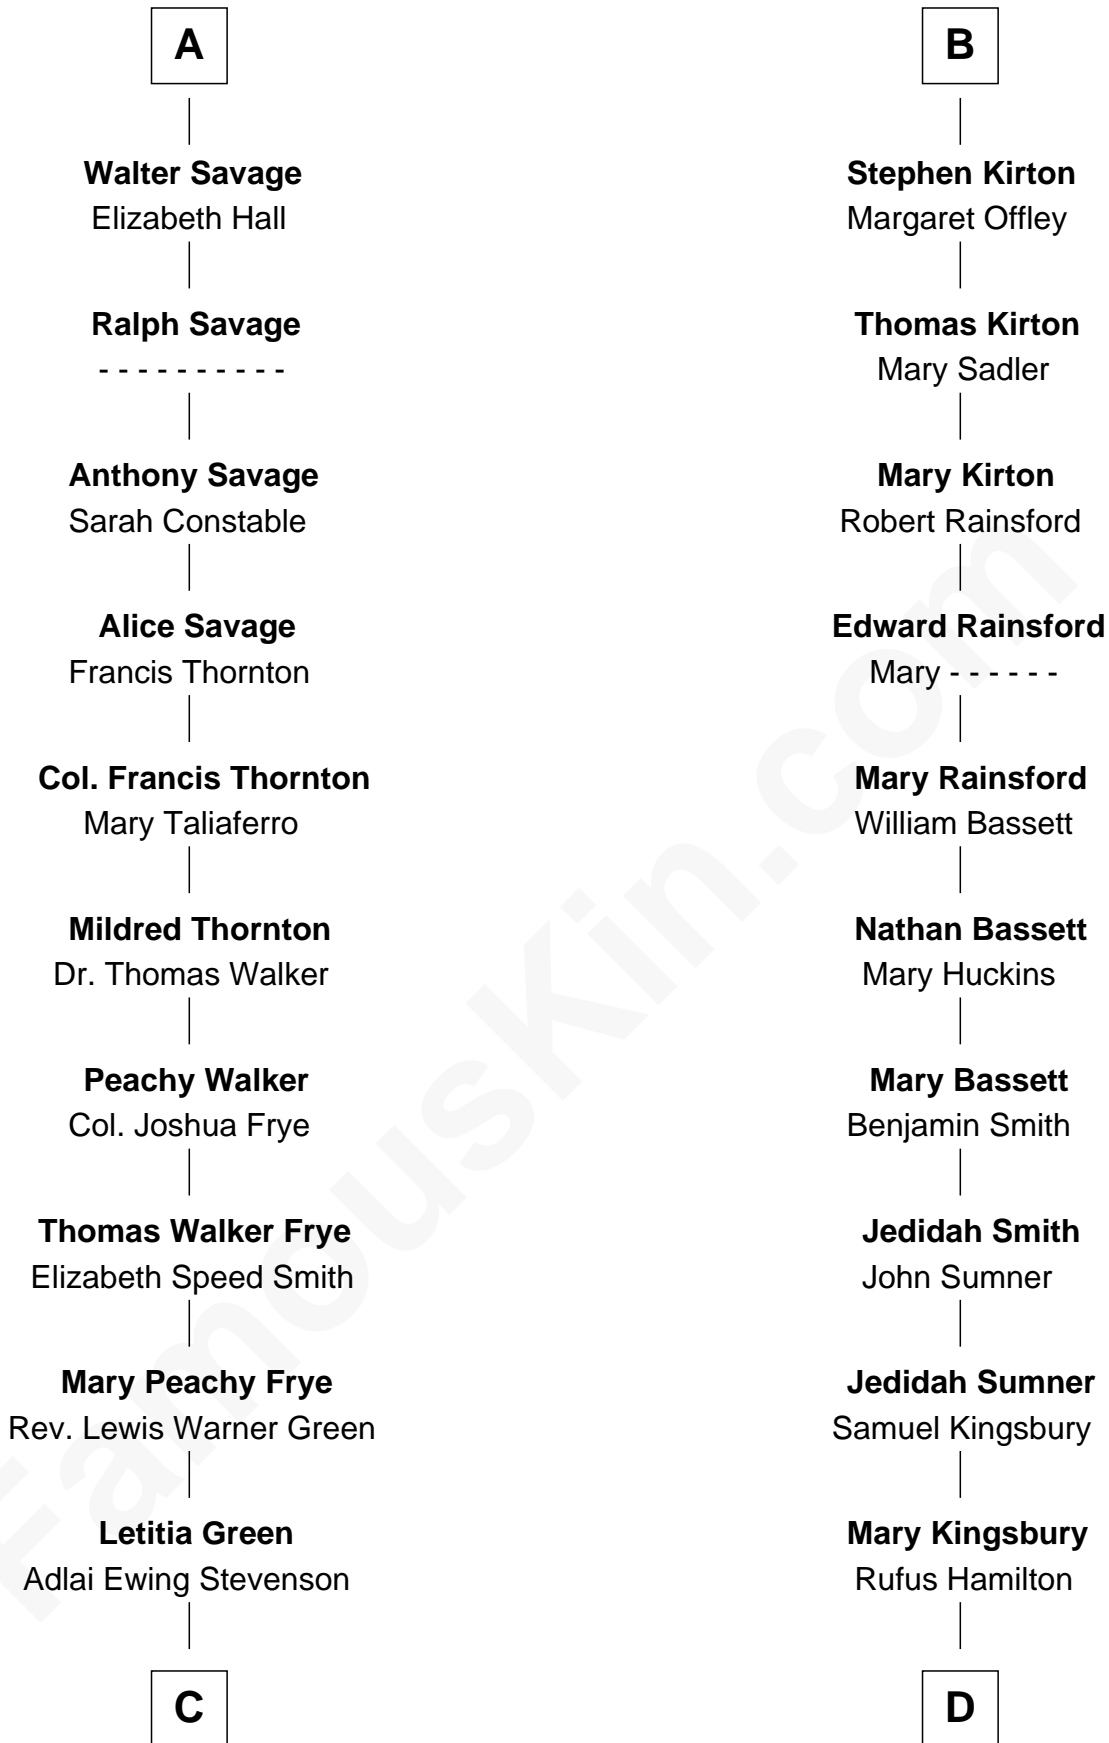 A
Walter Savage
Elizabeth Hall
Ralph Savage
- - - - - - - - - -
Anthony Savage
Sarah Constable
Alice Savage
Francis Thornton
Col. Francis Thornton
Mary Taliaferro
Mildred Thornton
Dr. Thomas Walker
Peachy Walker
Col. Joshua Frye
Thomas Walker Frye
Elizabeth Speed Smith
Mary Peachy Frye
Rev. Lewis Warner Green
Letitia Green
Adlai Ewing Stevenson
C
B
Stephen Kirton
Margaret Offley
Thomas Kirton
Mary Sadler
Mary Kirton
Robert Rainsford
Edward Rainsford
Mary - - - - - -
Mary Rainsford
William Bassett
Nathan Bassett
Mary Huckins
Mary Bassett
Benjamin Smith
Jedidah Smith
John Sumner
Jedidah Sumner
Samuel Kingsbury
Mary Kingsbury
Rufus Hamilton
D
FamousKin.com